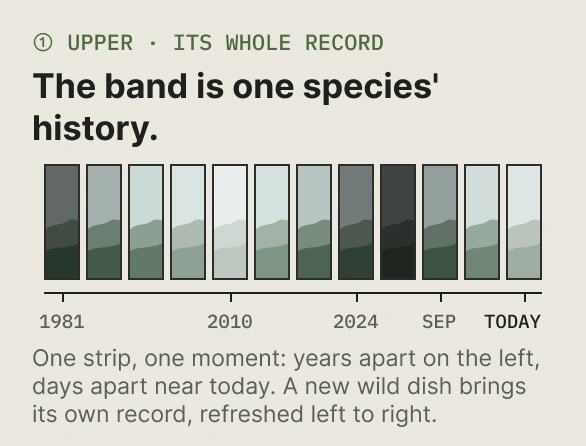 ① UPPER · ITS WHOLE RECORD
The band is one species'
history.
1981 2010 2024 SEP TODAY
One strip, one moment: years apart on the left,
days apart near today. A new wild dish brings
its own record, refreshed left to right.